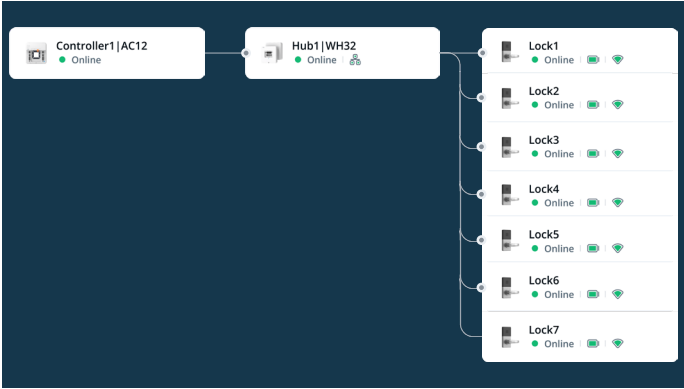 Controller1|AC12
Online
Hub1|WH32
Online
Lock1
Online
Lock2
Online
Lock3
Online
Lock4
Online
Lock5
Online
Lock6
Online
Lock7
Online